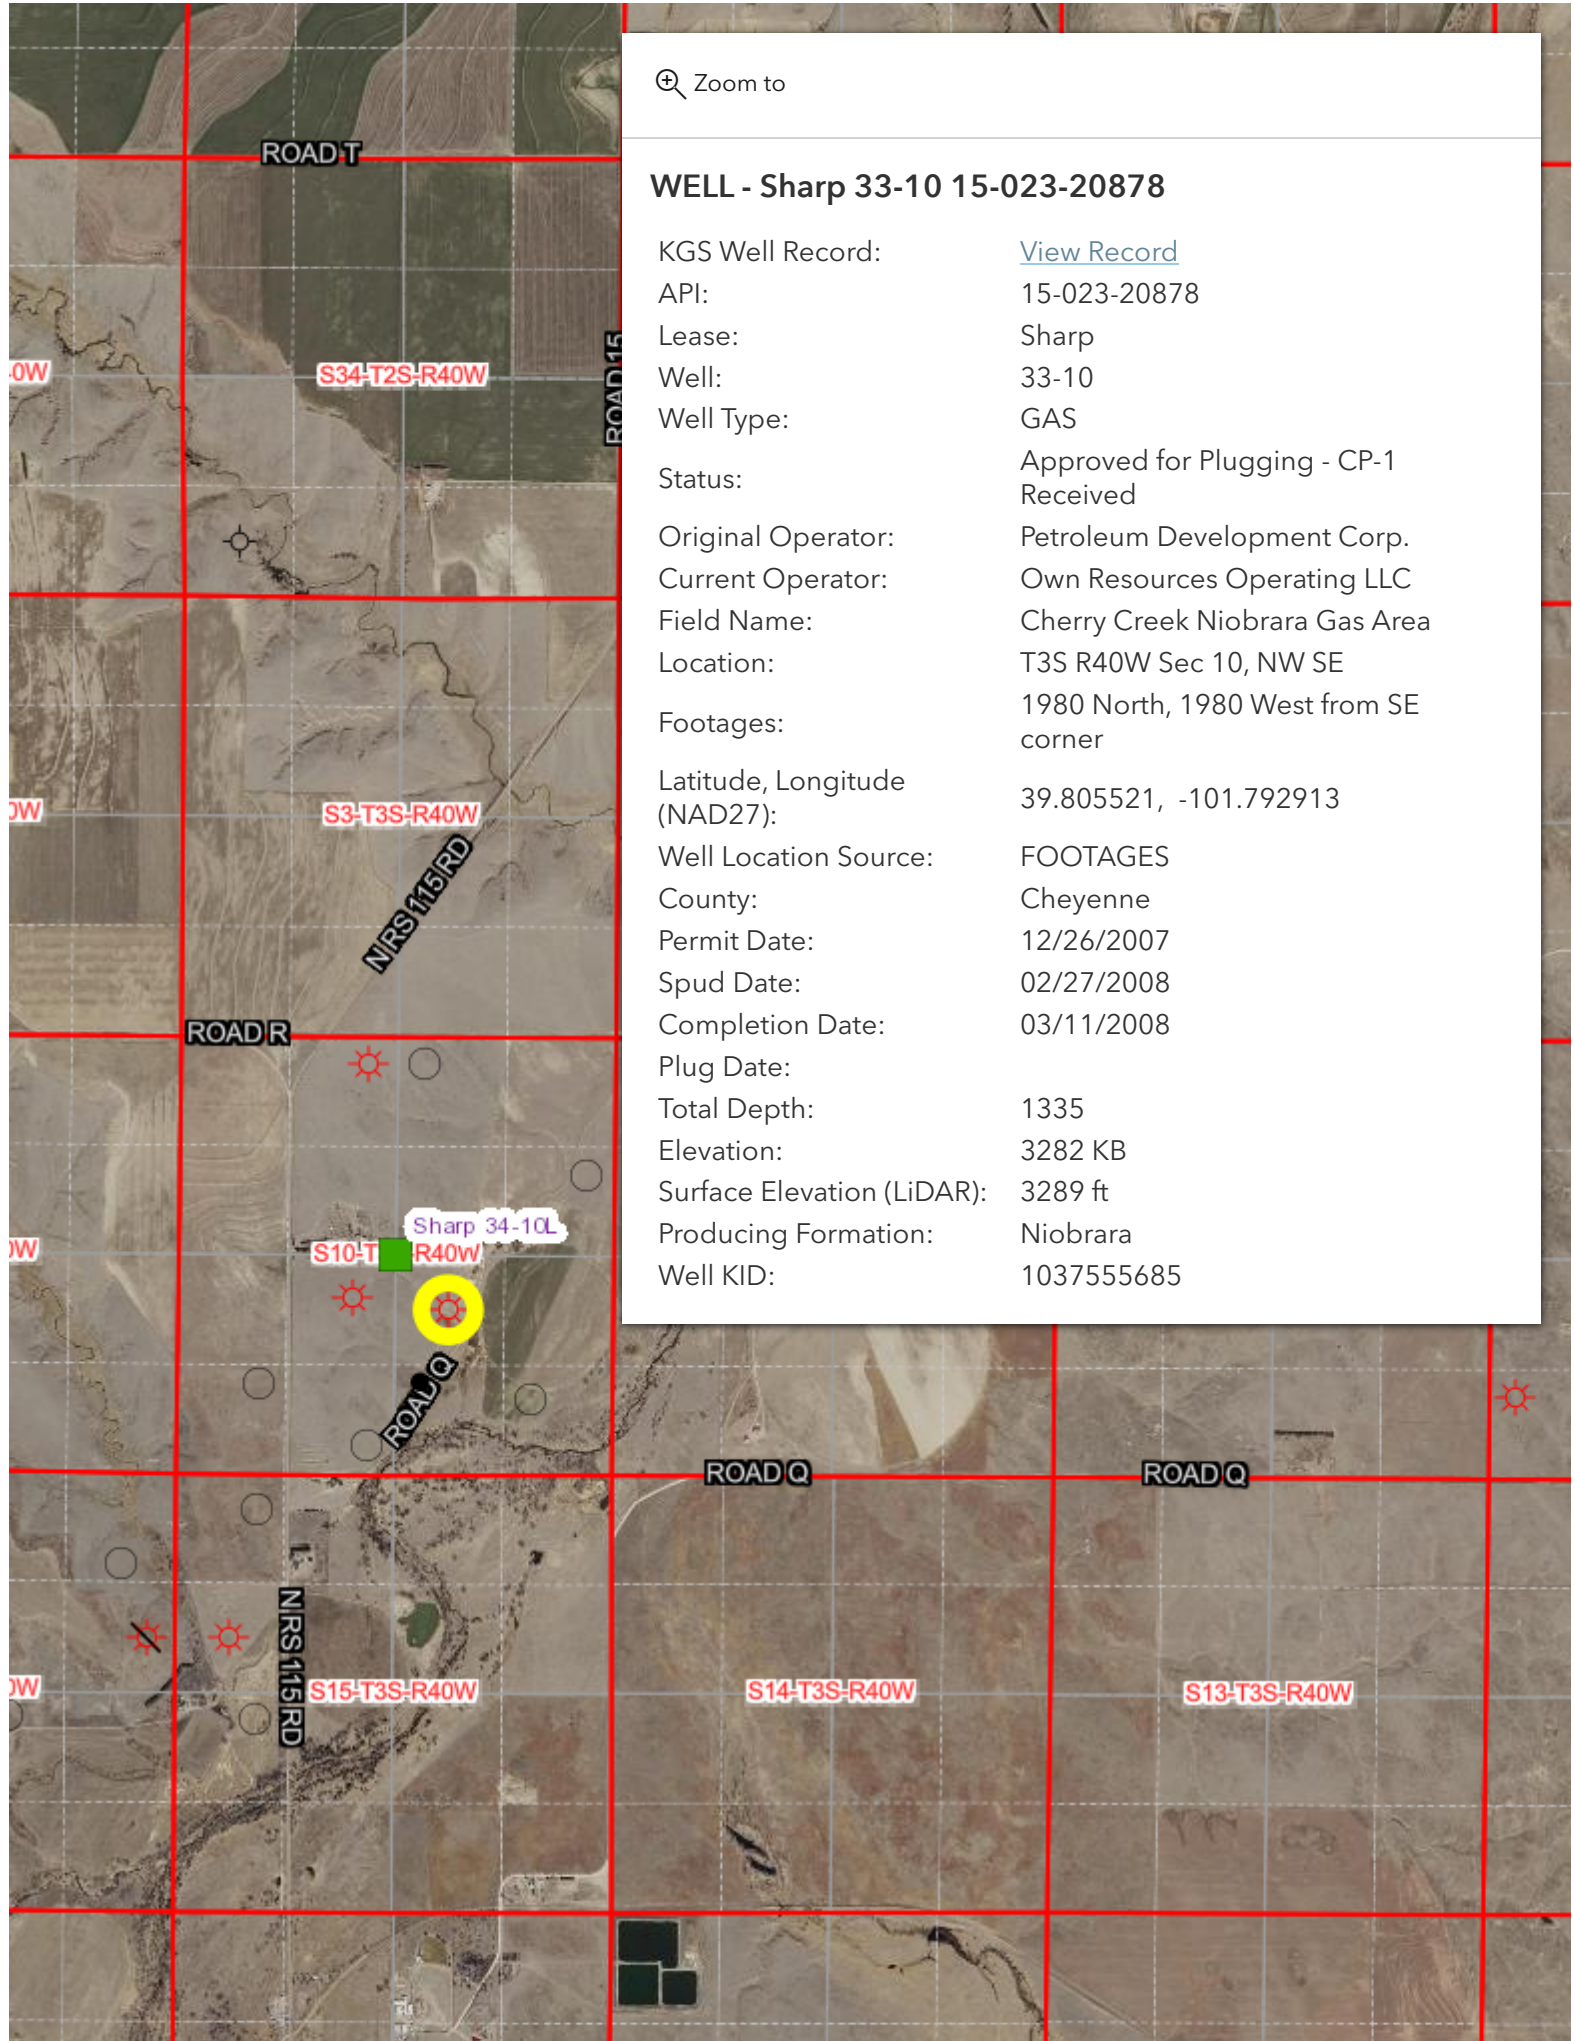 Zoom to
WELL - Sharp 33-10 15-023-20878
KGS Well Record: View Record
API: 15-023-20878
Lease: Sharp
Well: 33-10
Well Type: GAS
Status: Approved for Plugging - CP-1
Received
Original Operator: Petroleum Development Corp.
Current Operator: Own Resources Operating LLC
Field Name: Cherry Creek Niobrara Gas Area
Location: T3S R40W Sec 10, NW SE
Footages: 1980 North, 1980 West from SE
corner
Latitude, Longitude
(NAD27): 39.805521, -101.792913
Well Location Source: FOOTAGES
County: Cheyenne
Permit Date: 12/26/2007
Spud Date: 02/27/2008
Completion Date: 03/11/2008
Plug Date:
Total Depth: 1335
Elevation: 3282 KB
Surface Elevation (LiDAR): 3289 ft
Producing Formation: Niobrara
Well KID: 1037555685
ROAD T
ROAD 15
0W
S34-T2S-R40W
0W
S3-T3S-R40W
N RS 115 RD
ROAD R
Sharp 34-10L
0W
S10-T R40W
ROAD Q
ROAD Q
ROAD Q
N RS 115 RD
0W
S15-T3S-R40W
S14-T3S-R40W
S13-T3S-R40W